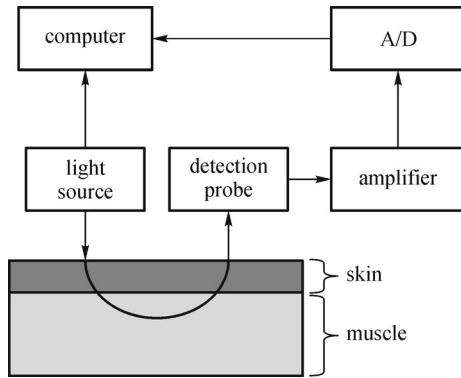 computer
A/D
light
source
detection
probe
amplifier
skin
muscle